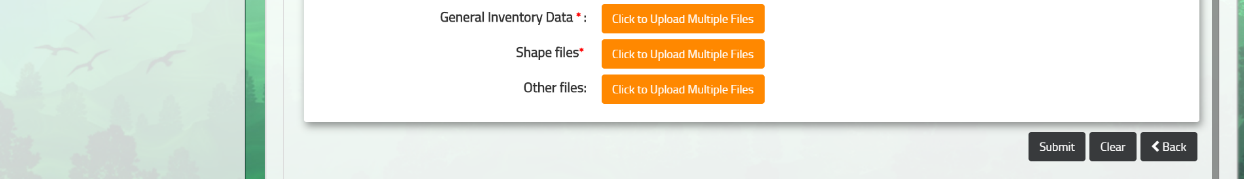 General Inventory Data * : Click to Upload Multiple Files
Shape files* Click to Upload Multiple Files
Other files: Click to Upload Multiple Files
Submit Clear Back